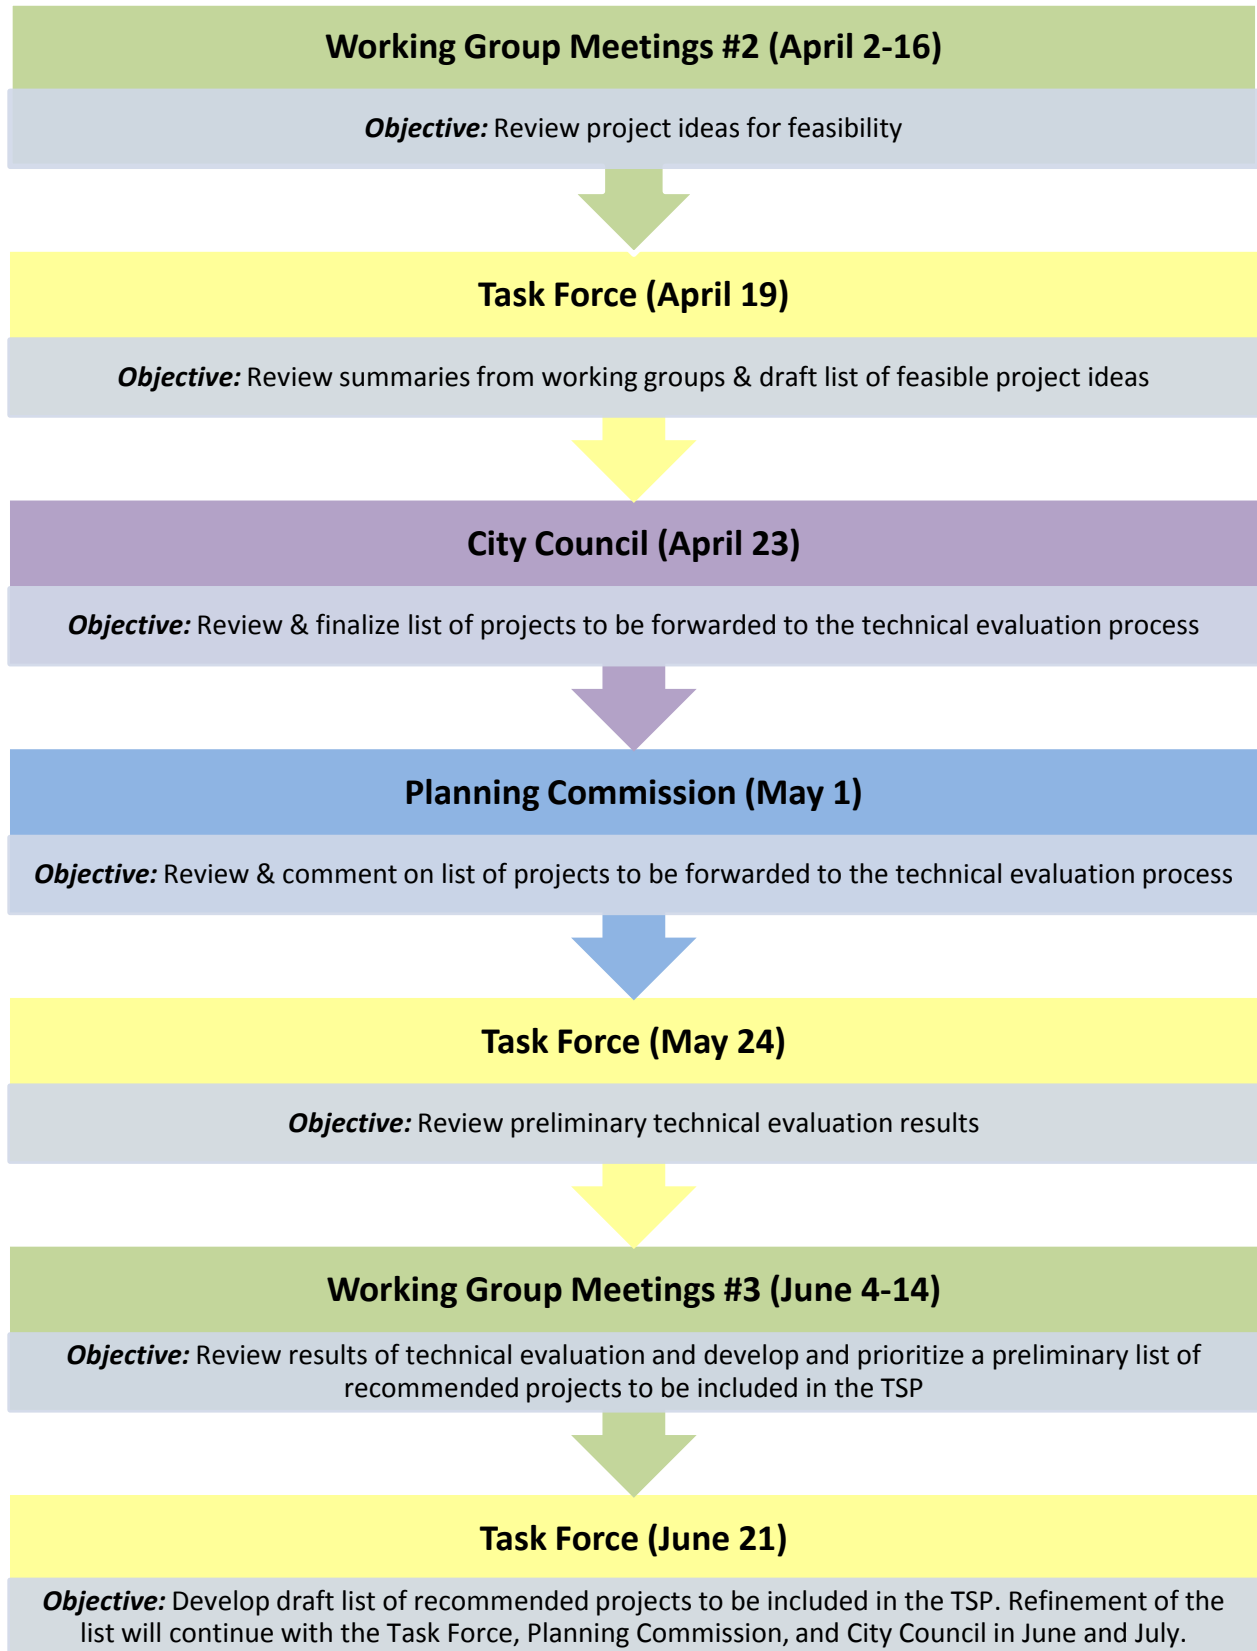 Working Group Meetings #2 (April 2-16)
Objective: Review project ideas for feasibility
Task Force (April 19)
Objective: Review summaries from working groups & draft list of feasible project ideas
City Council (April 23)
Objective: Review & finalize list of projects to be forwarded to the technical evaluation process
Planning Commission (May 1)
Objective: Review & comment on list of projects to be forwarded to the technical evaluation process
Task Force (May 24)
Objective: Review preliminary technical evaluation results
Working Group Meetings #3 (June 4-14)
Objective: Review results of technical evaluation and develop and prioritize a preliminary list of
recommended projects to be included in the TSP
Task Force (June 21)
Objective: Develop draft list of recommended projects to be included in the TSP. Refinement of the
list will continue with the Task Force, Planning Commission, and City Council in June and July.